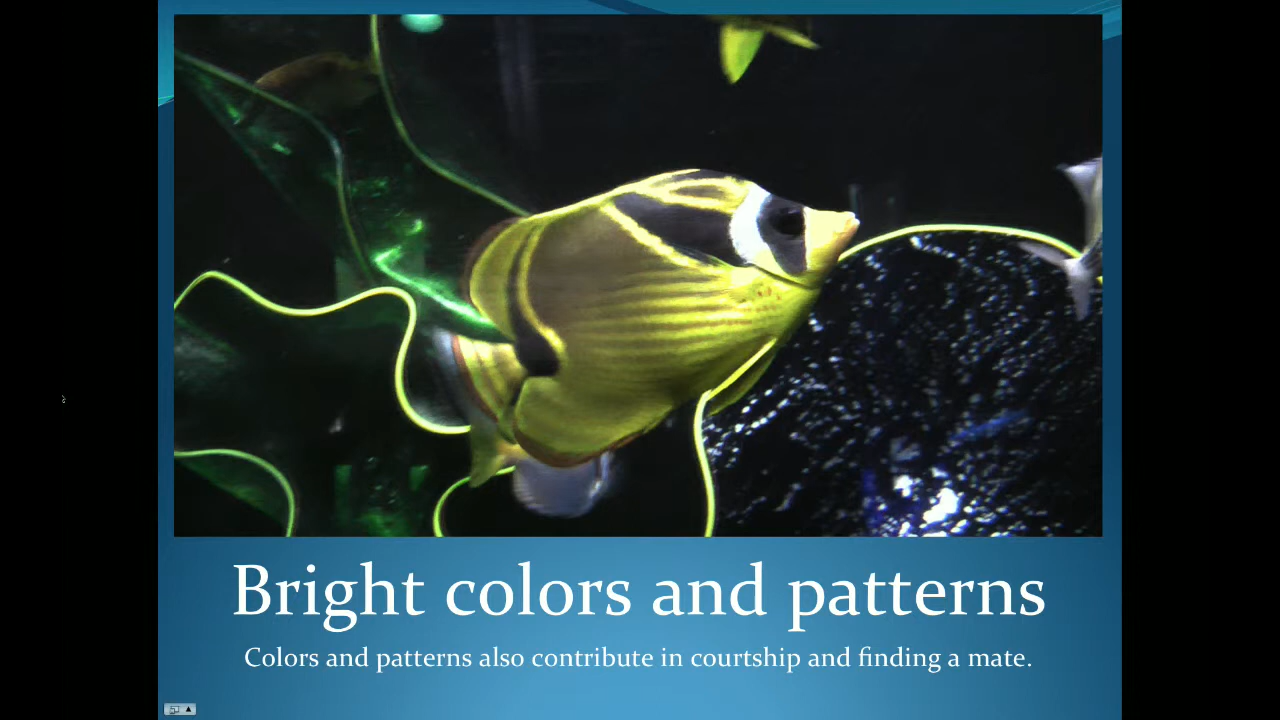 Bright colors and patterns
Colors and patterns also contribute in courtship and finding a mate.